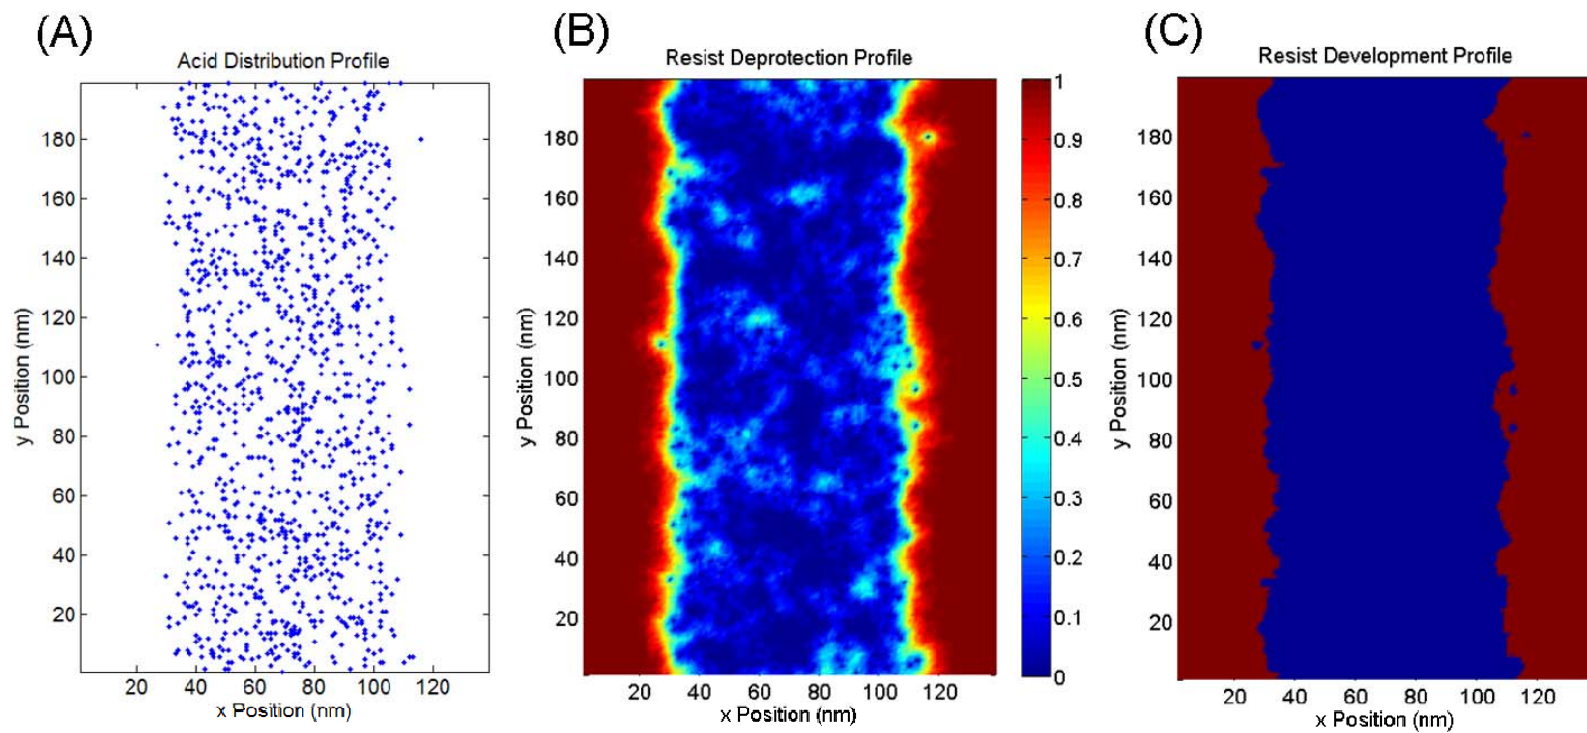 (A)
Acid Distribution Profile
180
160
140
120
100
80
60
40
20
y Position (nm)
20 40 60 80 100 120
x Position (nm)
(B)
Resist Deprotection Profile
180
160
140
120
100
80
60
40
20
y Position (nm)
20 40 60 80 100 120
x Position (nm)
1
0.9
0.8
0.7
0.6
0.5
0.4
0.3
0.2
0.1
0
(C)
Resist Development Profile
180
160
140
120
100
80
60
40
20
y Position (nm)
20 40 60 80 100 120
x Position (nm)